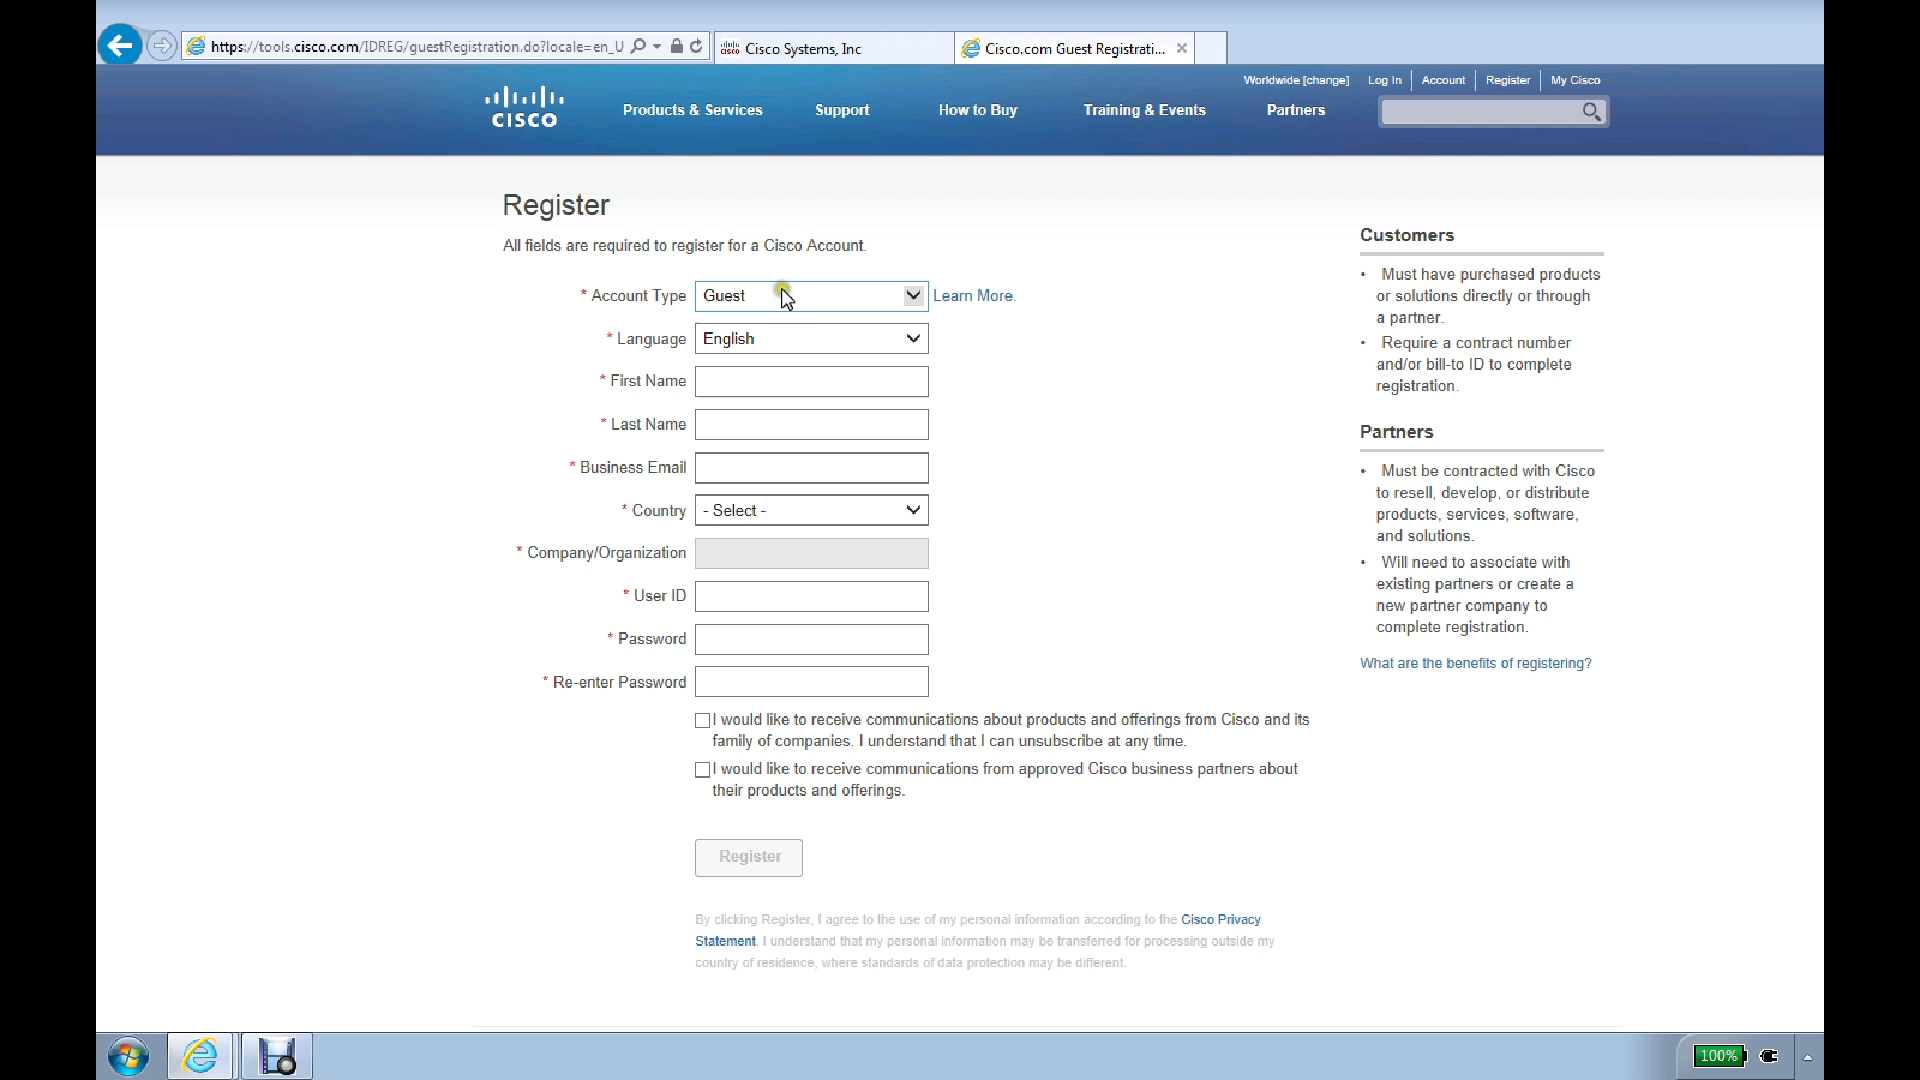 https://tools.cisco.com/IDREG/guestRegistration.do?locale=en_U
Cisco Systems, Inc
Cisco.com Guest Registrati...
Worldwide [change]
Log In
Account
Register
My Cisco
CISCO
Products & Services
Support
How to Buy
Training & Events
Partners
Register
All fields are required to register for a Cisco Account.
* Account Type
Guest
Learn More.
* Language
English
* First Name
* Last Name
* Business Email
* Country
- Select -
* Company/Organization
* User ID
* Password
* Re-enter Password
I would like to receive communications about products and offerings from Cisco and its
family of companies. I understand that I can unsubscribe at any time.
I would like to receive communications from approved Cisco business partners about
their products and offerings.
Register
By clicking Register, I agree to the use of my personal information according to the Cisco Privacy
Statement. I understand that my personal information may be transferred for processing outside my
country of residence, where standards of data protection may be different.
Customers
• Must have purchased products
or solutions directly or through
a partner.
• Require a contract number
and/or bill-to ID to complete
registration.
Partners
• Must be contracted with Cisco
to resell, develop, or distribute
products, services, software,
and solutions.
• Will need to associate with
existing partners or create a
new partner company to
complete registration.
What are the benefits of registering?
100%